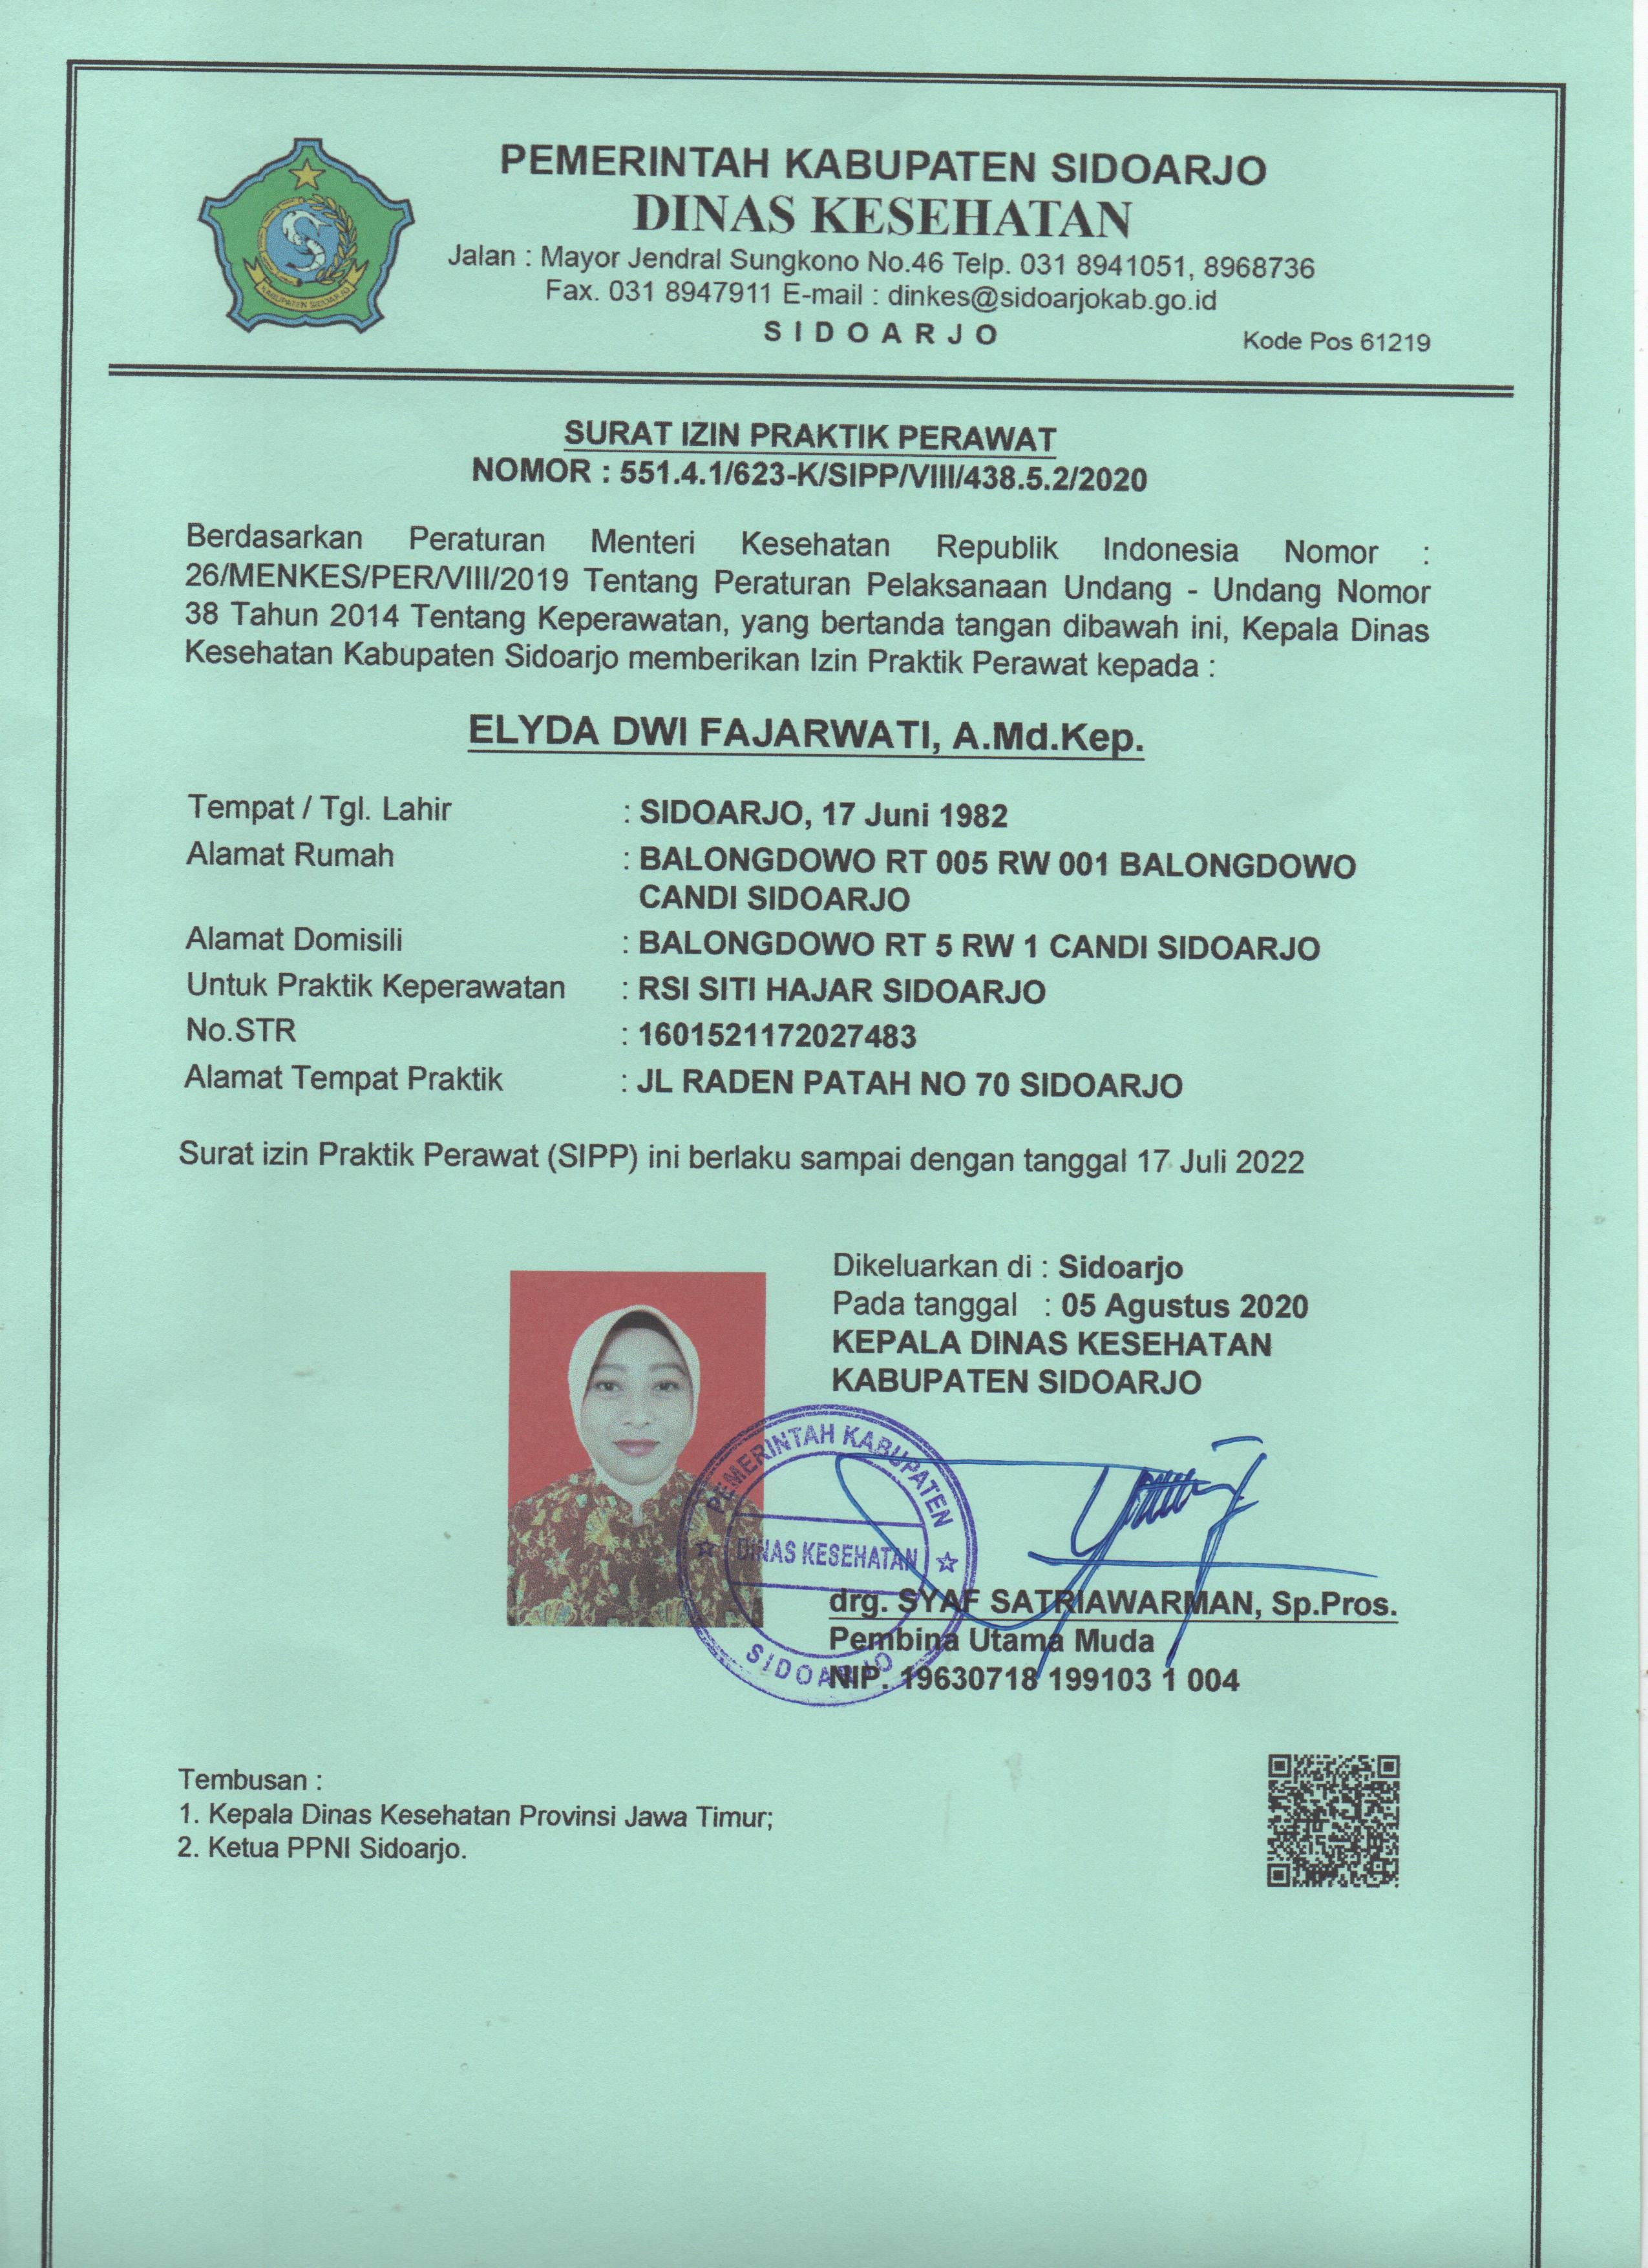 PEMERINTAH KABUPATEN SIDOARJO
DINAS KESEHATAN
Jalan : Mayor Jendral Sungkono No.46 Telp. 031 8941051, 8968736
Fax. 031 8947911 E-mail : dinkes@sidoarjokab.go.id
SIDOARJO
Kode Pos 61219
KABUPATEN SIDOARJO
SURAT IZIN PRAKTIK PERAWAT
NOMOR : 551.4.1/623-K/SIPP/VIII/438.5.2/2020
Berdasarkan Peraturan Menteri Kesehatan Republik Indonesia Nomor :
26/MENKES/PER/VIII/2019 Tentang Peraturan Pelaksanaan Undang - Undang Nomor
38 Tahun 2014 Tentang Keperawatan, yang bertanda tangan dibawah ini, Kepala Dinas
Kesehatan Kabupaten Sidoarjo memberikan Izin Praktik Perawat kepada :
ELYDA DWI FAJARWATI, A.Md.Kep.
Tempat / Tgl. Lahir : SIDOARJO, 17 Juni 1982
Alamat Rumah : BALONGDOWO RT 005 RW 001 BALONGDOWO
CANDI SIDOARJO
Alamat Domisili : BALONGDOWO RT 5 RW 1 CANDI SIDOARJO
Untuk Praktik Keperawatan : RSI SITI HAJAR SIDOARJO
No.STR : 1601521172027483
Alamat Tempat Praktik : JL RADEN PATAH NO 70 SIDOARJO
Surat izin Praktik Perawat (SIPP) ini berlaku sampai dengan tanggal 17 Juli 2022
Dikeluarkan di : Sidoarjo
Pada tanggal : 05 Agustus 2020
KEPALA DINAS KESEHATAN
KABUPATEN SIDOARJO
PEMERINTAH KABUPATEN
DINAS KESEHATAN
SIDOARJO
drg. SYAF SATRIAWARMAN, Sp.Pros.
Pembina Utama Muda
NIP. 19630718 199103 1 004
Tembusan :
1. Kepala Dinas Kesehatan Provinsi Jawa Timur;
2. Ketua PPNI Sidoarjo.